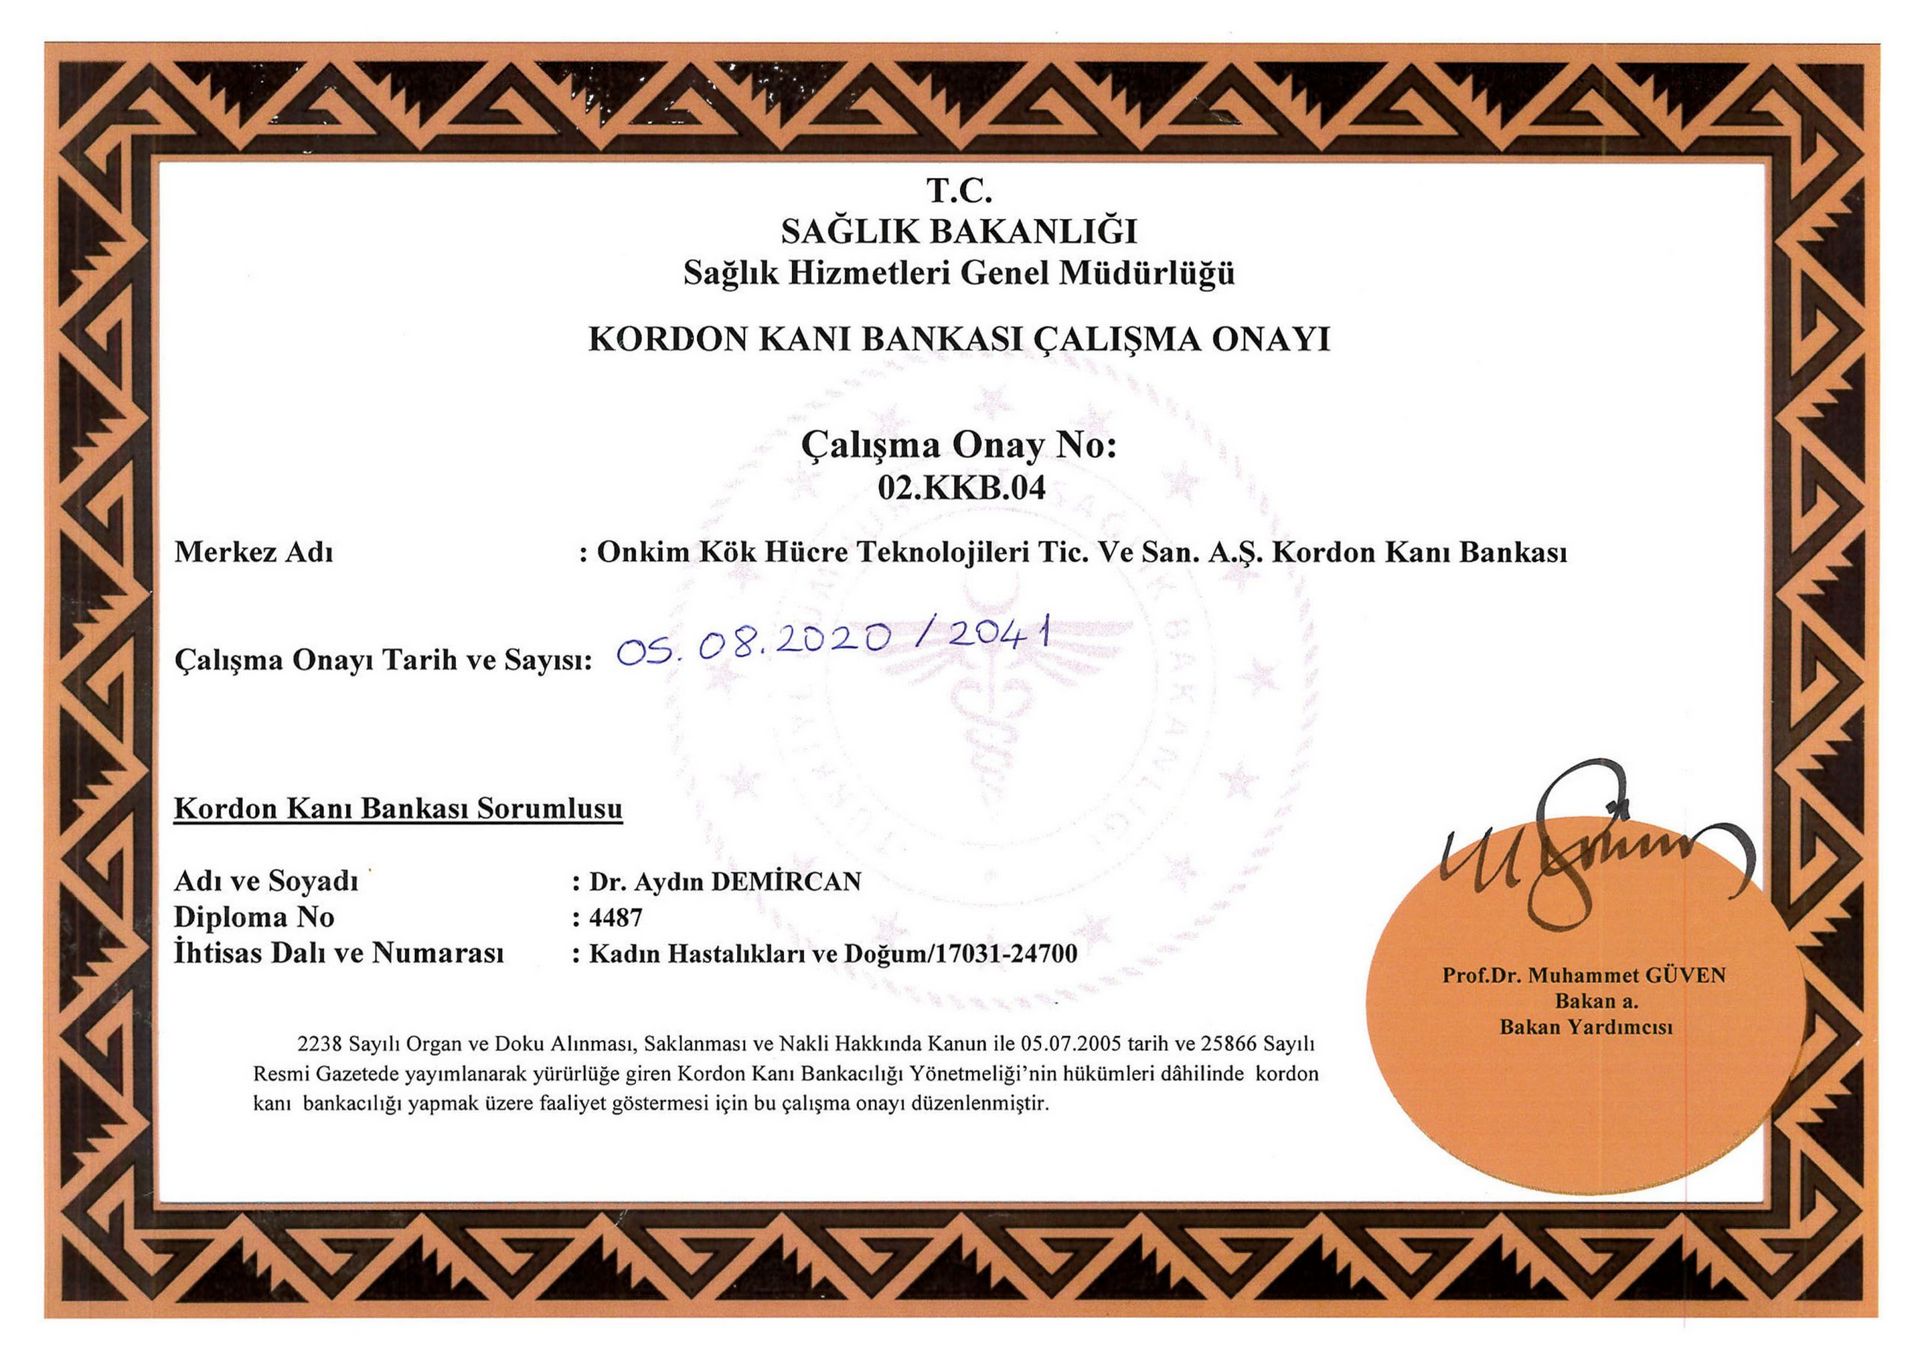 T.C.
SAĞLIK BAKANLIĞI
Sağlık Hizmetleri Genel Müdürlüğü
KORDON KANI BANKASI ÇALIŞMA ONAYI
Çalışma Onay No:
02.KKB.04
Merkez Adı : Onkim Kök Hücre Teknolojileri Tic. Ve San. A.Ş. Kordon Kanı Bankası
Çalışma Onayı Tarih ve Sayısı: 05.08.2020 / 2041
Kordon Kanı Bankası Sorumlusu
Adı ve Soyadı : Dr. Aydın DEMİRCAN
Diploma No : 4487
İhtisas Dalı ve Numarası : Kadın Hastalıkları ve Doğum/17031-24700
Prof.Dr. Muhammet GÜVEN
Bakan a.
Bakan Yardımcısı
2238 Sayılı Organ ve Doku Alınması, Saklanması ve Nakli Hakkında Kanun ile 05.07.2005 tarih ve 25866 Sayılı
Resmi Gazetede yayımlanarak yürürlüğe giren Kordon Kanı Bankacılığı Yönetmeliği’nin hükümleri dâhilinde kordon
kanı bankacılığı yapmak üzere faaliyet göstermesi için bu çalışma onayı düzenlenmiştir.